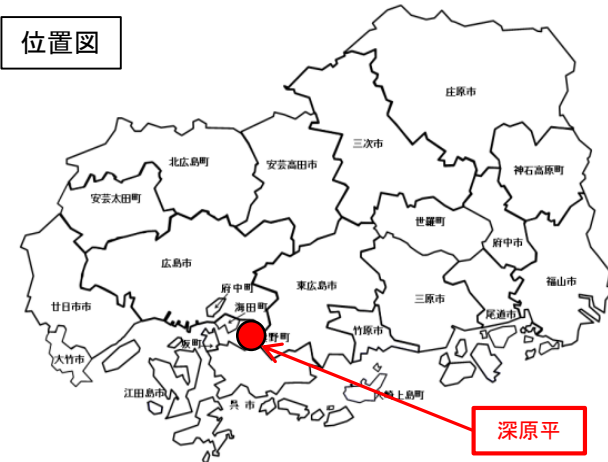 位置図
庄原市
三次市
北広島町
安芸高田市
神石高原町
安芸太田町
世羅町
府中市
広島市
東広島市
福山市
府中町
三原市
廿日市市
海田町
尾道市
竹原市
野町
坂町
大竹市
江田島市
呉市
崎上島町
深原平